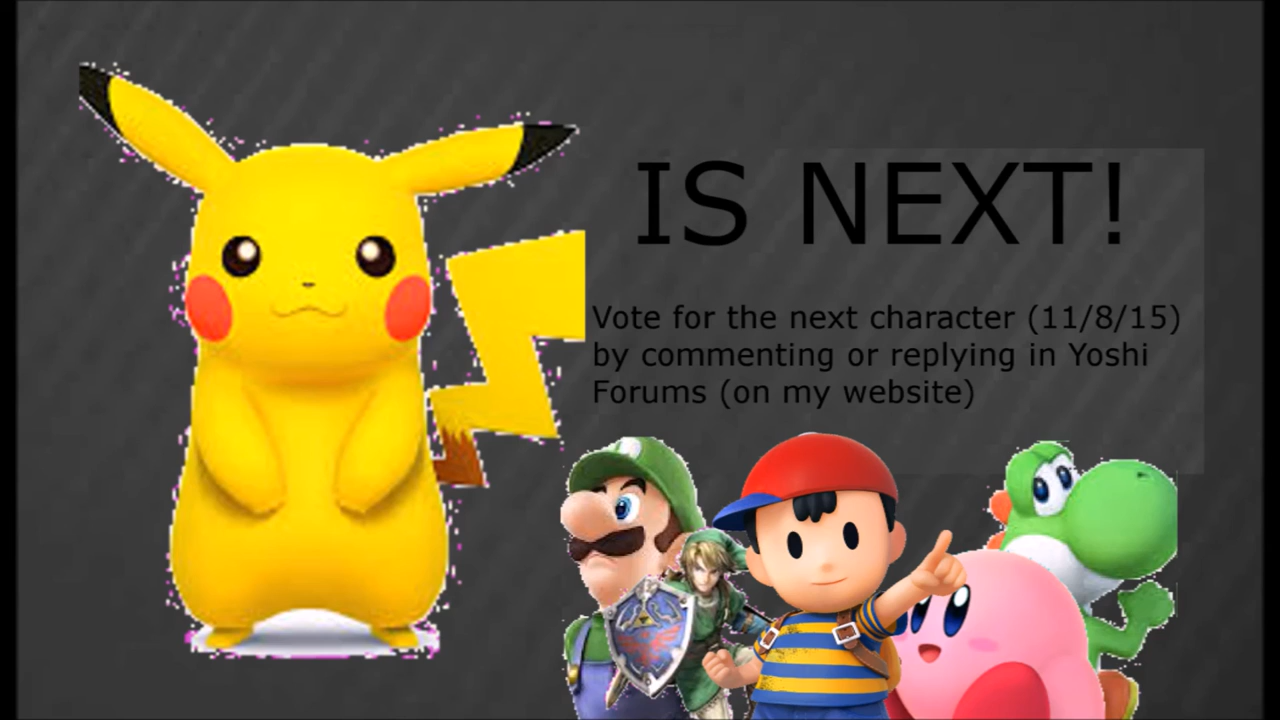 IS NEXT!
Vote for the next character (11/8/15)
by commenting or replying in Yoshi
Forums (on my website)